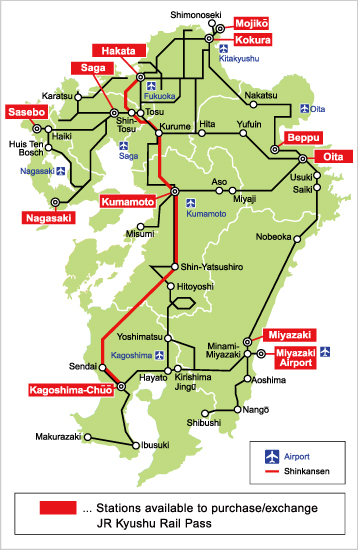 Shimonoseki
Mojikō
Kokura
Kitakyushu
Hakata
Saga
Fukuoka
Karatsu
Nakatsu
Oita
Sasebo
Shin-
Tosu
Tosu
Haiki
Kurume
Hita
Yufuin
Beppu
Huis Ten
Bosch
Saga
Oita
Nagasaki
Usuki
Saiki
Aso
Miyaji
Kumamoto
Kumamoto
Nagasaki
Misumi
Nobeoka
Shin-Yatsushiro
Hitoyoshi
Yoshimatsu
Miyazaki
Kagoshima
Minami-
Miyazaki
Miyazaki
Airport
Sendai
Hayato
Kirishima
Jingū
Aoshima
Kagoshima-Chūō
Shibushi
Nangō
Makurazaki
Ibusuki
Airport
Shinkansen
... Stations available to purchase/exchange
JR Kyushu Rail Pass